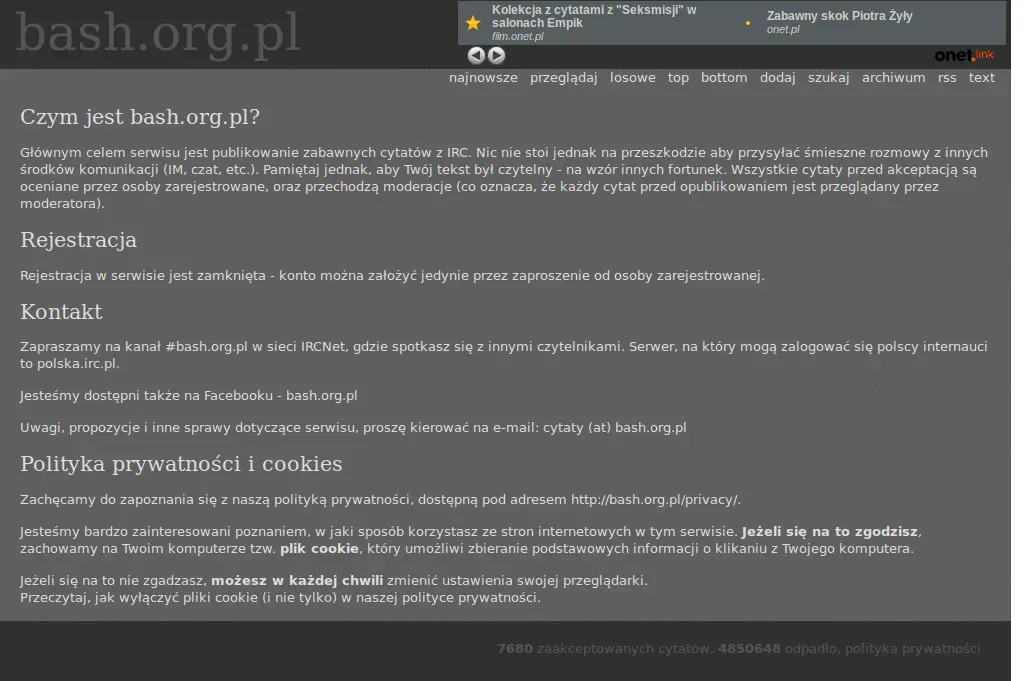 bash.org.pl
Kolekcja z cytatami z "Seksmisji" w
salonach Empik
film.onet.pl
Zabawny skok Piotra Żyły
onet.pl
onet.link
najnowsze przeglądaj losowe top bottom dodaj szukaj archiwum rss text
Czym jest bash.org.pl?
Głównym celem serwisu jest publikowanie zabawnych cytatów z IRC. Nic nie stoi jednak na przeszkodzie aby przysyłać śmieszne rozmowy z innych
środków komunikacji (IM, czat, etc.). Pamiętaj jednak, aby Twój tekst był czytelny - na wzór innych fortunek. Wszystkie cytaty przed akceptacją są
oceniane przez osoby zarejestrowane, oraz przechodzą moderacje (co oznacza, że każdy cytat przed opublikowaniem jest przeglądany przez
moderatora).
Rejestracja
Rejestracja w serwisie jest zamknięta - konto można założyć jedynie przez zaproszenie od osoby zarejestrowanej.
Kontakt
Zapraszamy na kanał #bash.org.pl w sieci IRCNet, gdzie spotkasz się z innymi czytelnikami. Serwer, na który mogą zalogować się polscy internauci
to polska.irc.pl.
Jesteśmy dostępni także na Facebooku - bash.org.pl
Uwagi, propozycje i inne sprawy dotyczące serwisu, proszę kierować na e-mail: cytaty (at) bash.org.pl
Polityka prywatności i cookies
Zachęcamy do zapoznania się z naszą polityką prywatności, dostępną pod adresem http://bash.org.pl/privacy/.
Jesteśmy bardzo zainteresowani poznaniem, w jaki sposób korzystasz ze stron internetowych w tym serwisie. Jeżeli się na to zgodzisz,
zachowamy na Twoim komputerze tzw. plik cookie, który umożliwi zbieranie podstawowych informacji o klikaniu z Twojego komputera.
Jeżeli się na to nie zgadzasz, możesz w każdej chwili zmienić ustawienia swojej przeglądarki.
Przeczytaj, jak wyłączyć pliki cookie (i nie tylko) w naszej polityce prywatności.
7680 zaakceptowanych cytatów, 4850648 odpadło, polityka prywatności